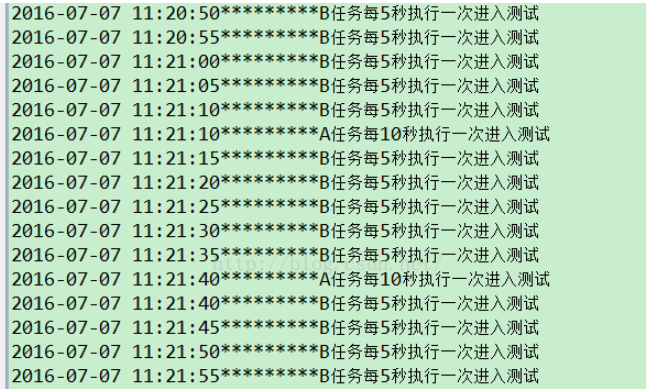 2016-07-07 11:20:50*********B任务每5秒执行一次进入测试
2016-07-07 11:20:55*********B任务每5秒执行一次进入测试
2016-07-07 11:21:00*********B任务每5秒执行一次进入测试
2016-07-07 11:21:05*********B任务每5秒执行一次进入测试
2016-07-07 11:21:10*********B任务每5秒执行一次进入测试
2016-07-07 11:21:10*********A任务每10秒执行一次进入测试
2016-07-07 11:21:15*********B任务每5秒执行一次进入测试
2016-07-07 11:21:20*********B任务每5秒执行一次进入测试
2016-07-07 11:21:25*********B任务每5秒执行一次进入测试
2016-07-07 11:21:30*********B任务每5秒执行一次进入测试
2016-07-07 11:21:35*********B任务每5秒执行一次进入测试
2016-07-07 11:21:40*********A任务每10秒执行一次进入测试
2016-07-07 11:21:40*********B任务每5秒执行一次进入测试
2016-07-07 11:21:45*********B任务每5秒执行一次进入测试
2016-07-07 11:21:50*********B任务每5秒执行一次进入测试
2016-07-07 11:21:55*********B任务每5秒执行一次进入测试